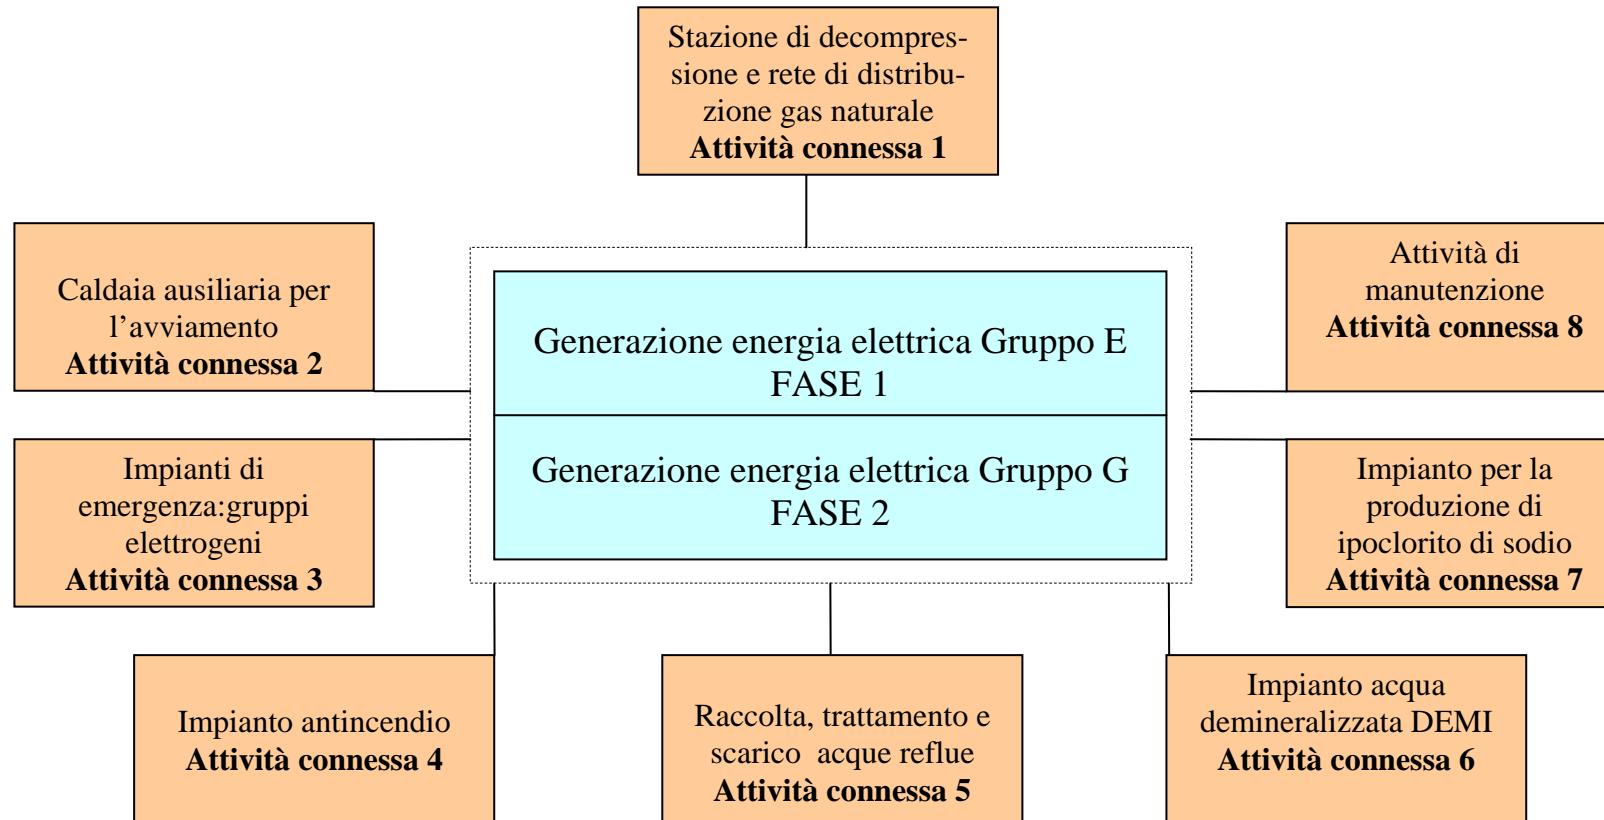 Stazione di decompres-
sione e rete di distribu-
zione gas naturale
Attività connessa 1
Caldaia ausiliaria per
l’avviamento
Attività connessa 2
Generazione energia elettrica Gruppo E
FASE 1
Attività di
manutenzione
Attività connessa 8
Impianti di
emergenza:gruppi
elettrogeni
Attività connessa 3
Generazione energia elettrica Gruppo G
FASE 2
Impianto per la
produzione di
ipoclorito di sodio
Attività connessa 7
Impianto antincendio
Attività connessa 4
Raccolta, trattamento e
scarico  acque reflue
Attività connessa 5
Impianto acqua
demineralizzata DEMI
Attività connessa 6